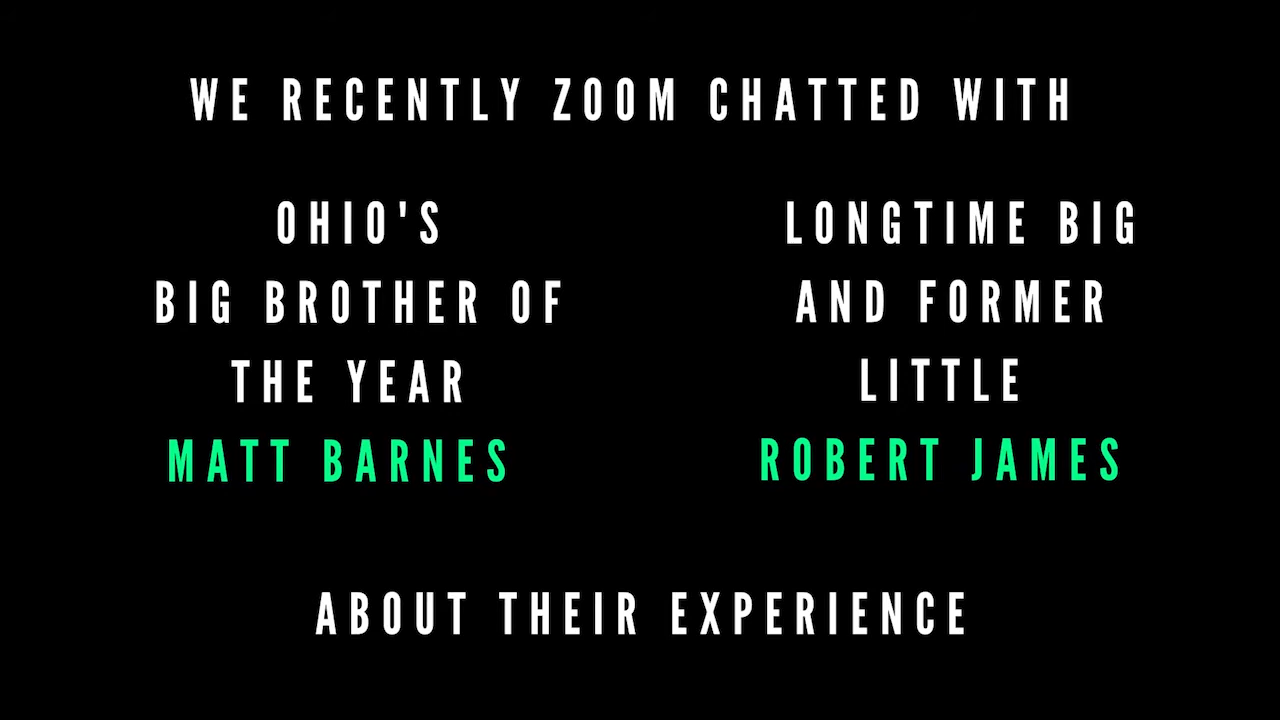 WE RECENTLY ZOOM CHATTED WITH
OHIO'S
BIG BROTHER OF
THE YEAR
MATT BARNES
LONGTIME BIG
AND FORMER
LITTLE
ROBERT JAMES
ABOUT THEIR EXPERIENCE